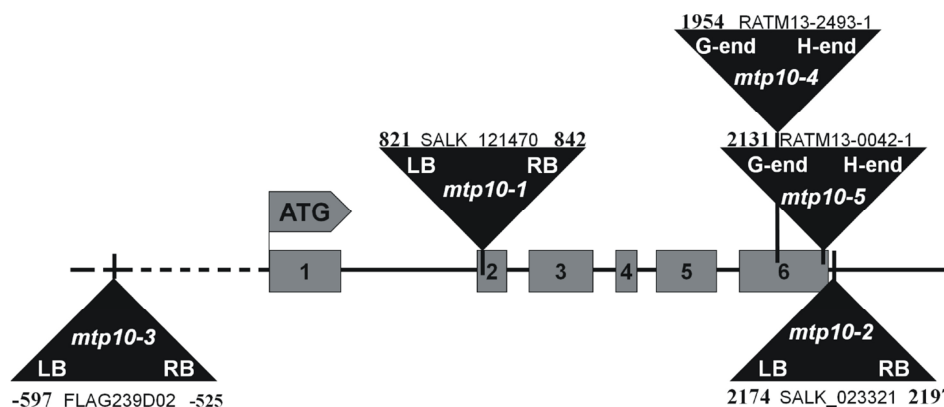 1954 RATM13-2493-1
G-end H-end
mtp10-4
821 SALK_121470 842
LB RB
mtp10-1
2131 RATM13-0042-1
G-end H-end
mtp10-5
ATG
1 2 3 4 5 6
mtp10-3
LB RB
-597 FLAG239D02 -525
mtp10-2
LB RB
2174 SALK_023321 2197